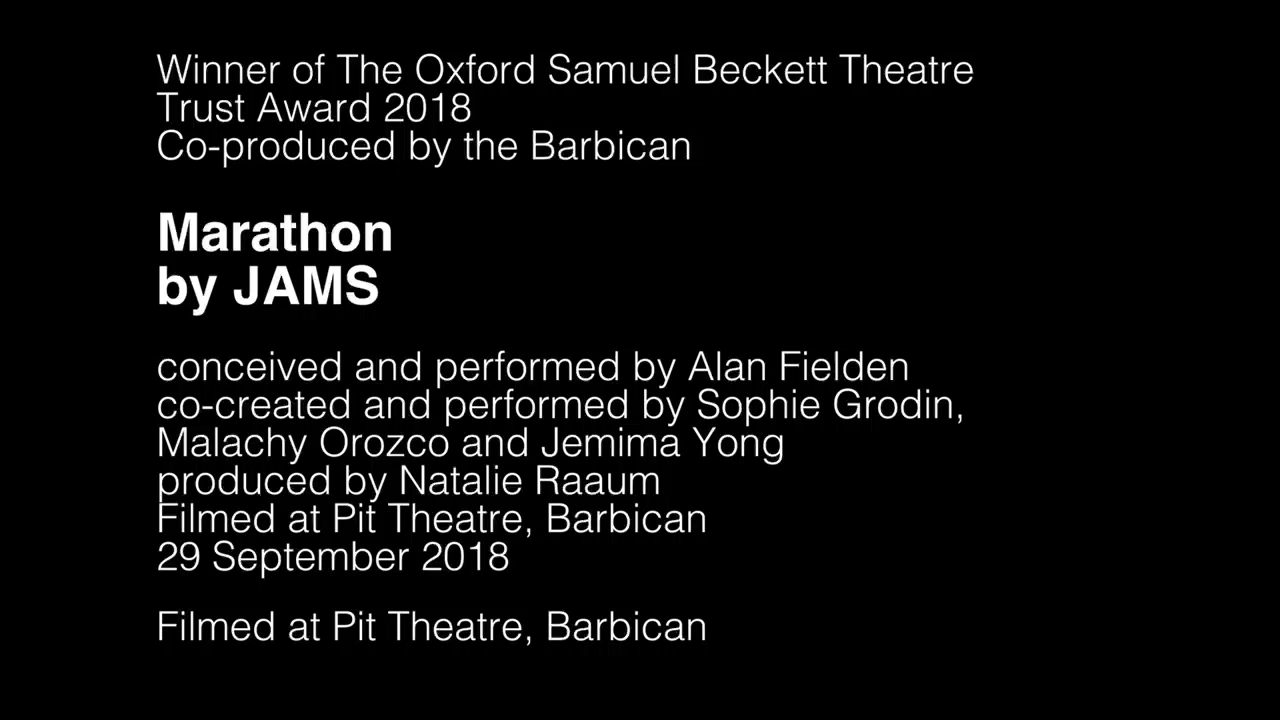 Winner of The Oxford Samuel Beckett Theatre
Trust Award 2018
Co-produced by the Barbican
Marathon
by JAMS
conceived and performed by Alan Fielden
co-created and performed by Sophie Grodin,
Malachy Orozco and Jemima Yong
produced by Natalie Raaum
Filmed at Pit Theatre, Barbican
29 September 2018
Filmed at Pit Theatre, Barbican